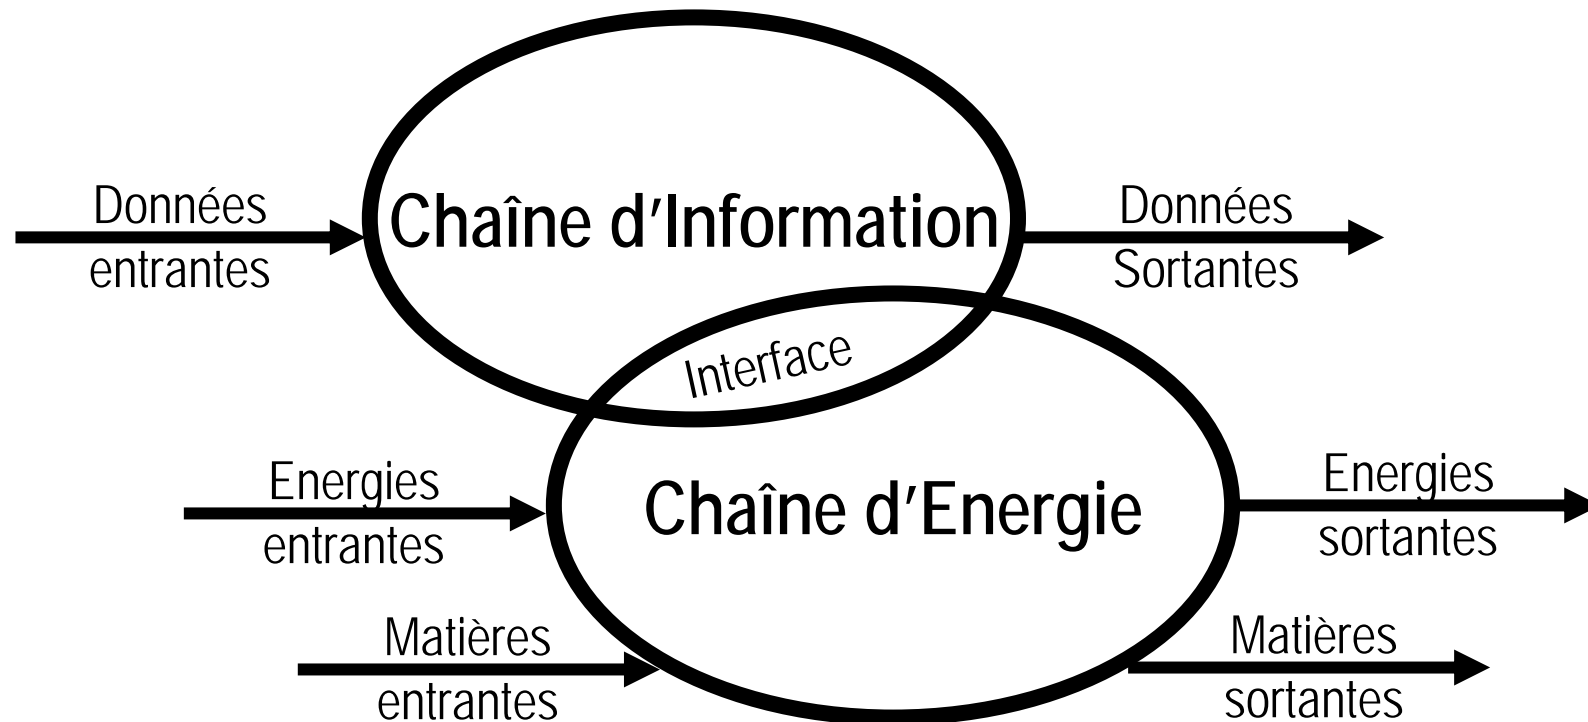 Données
entrantes
Chaîne d'Information
Données
Sortantes
Interface
Energies
entrantes
Chaîne d'Energie
Energies
sortantes
Matières
entrantes
Matières
sortantes